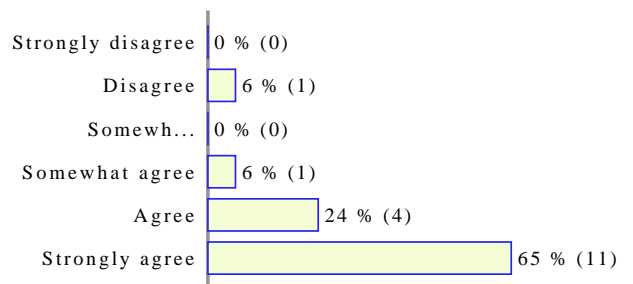 Strongly disagree 0 % (0)
Disagree 6 % (1)
Somewh... 0 % (0)
Somewhat agree 6 % (1)
Agree 24 % (4)
Strongly agree 65 % (11)